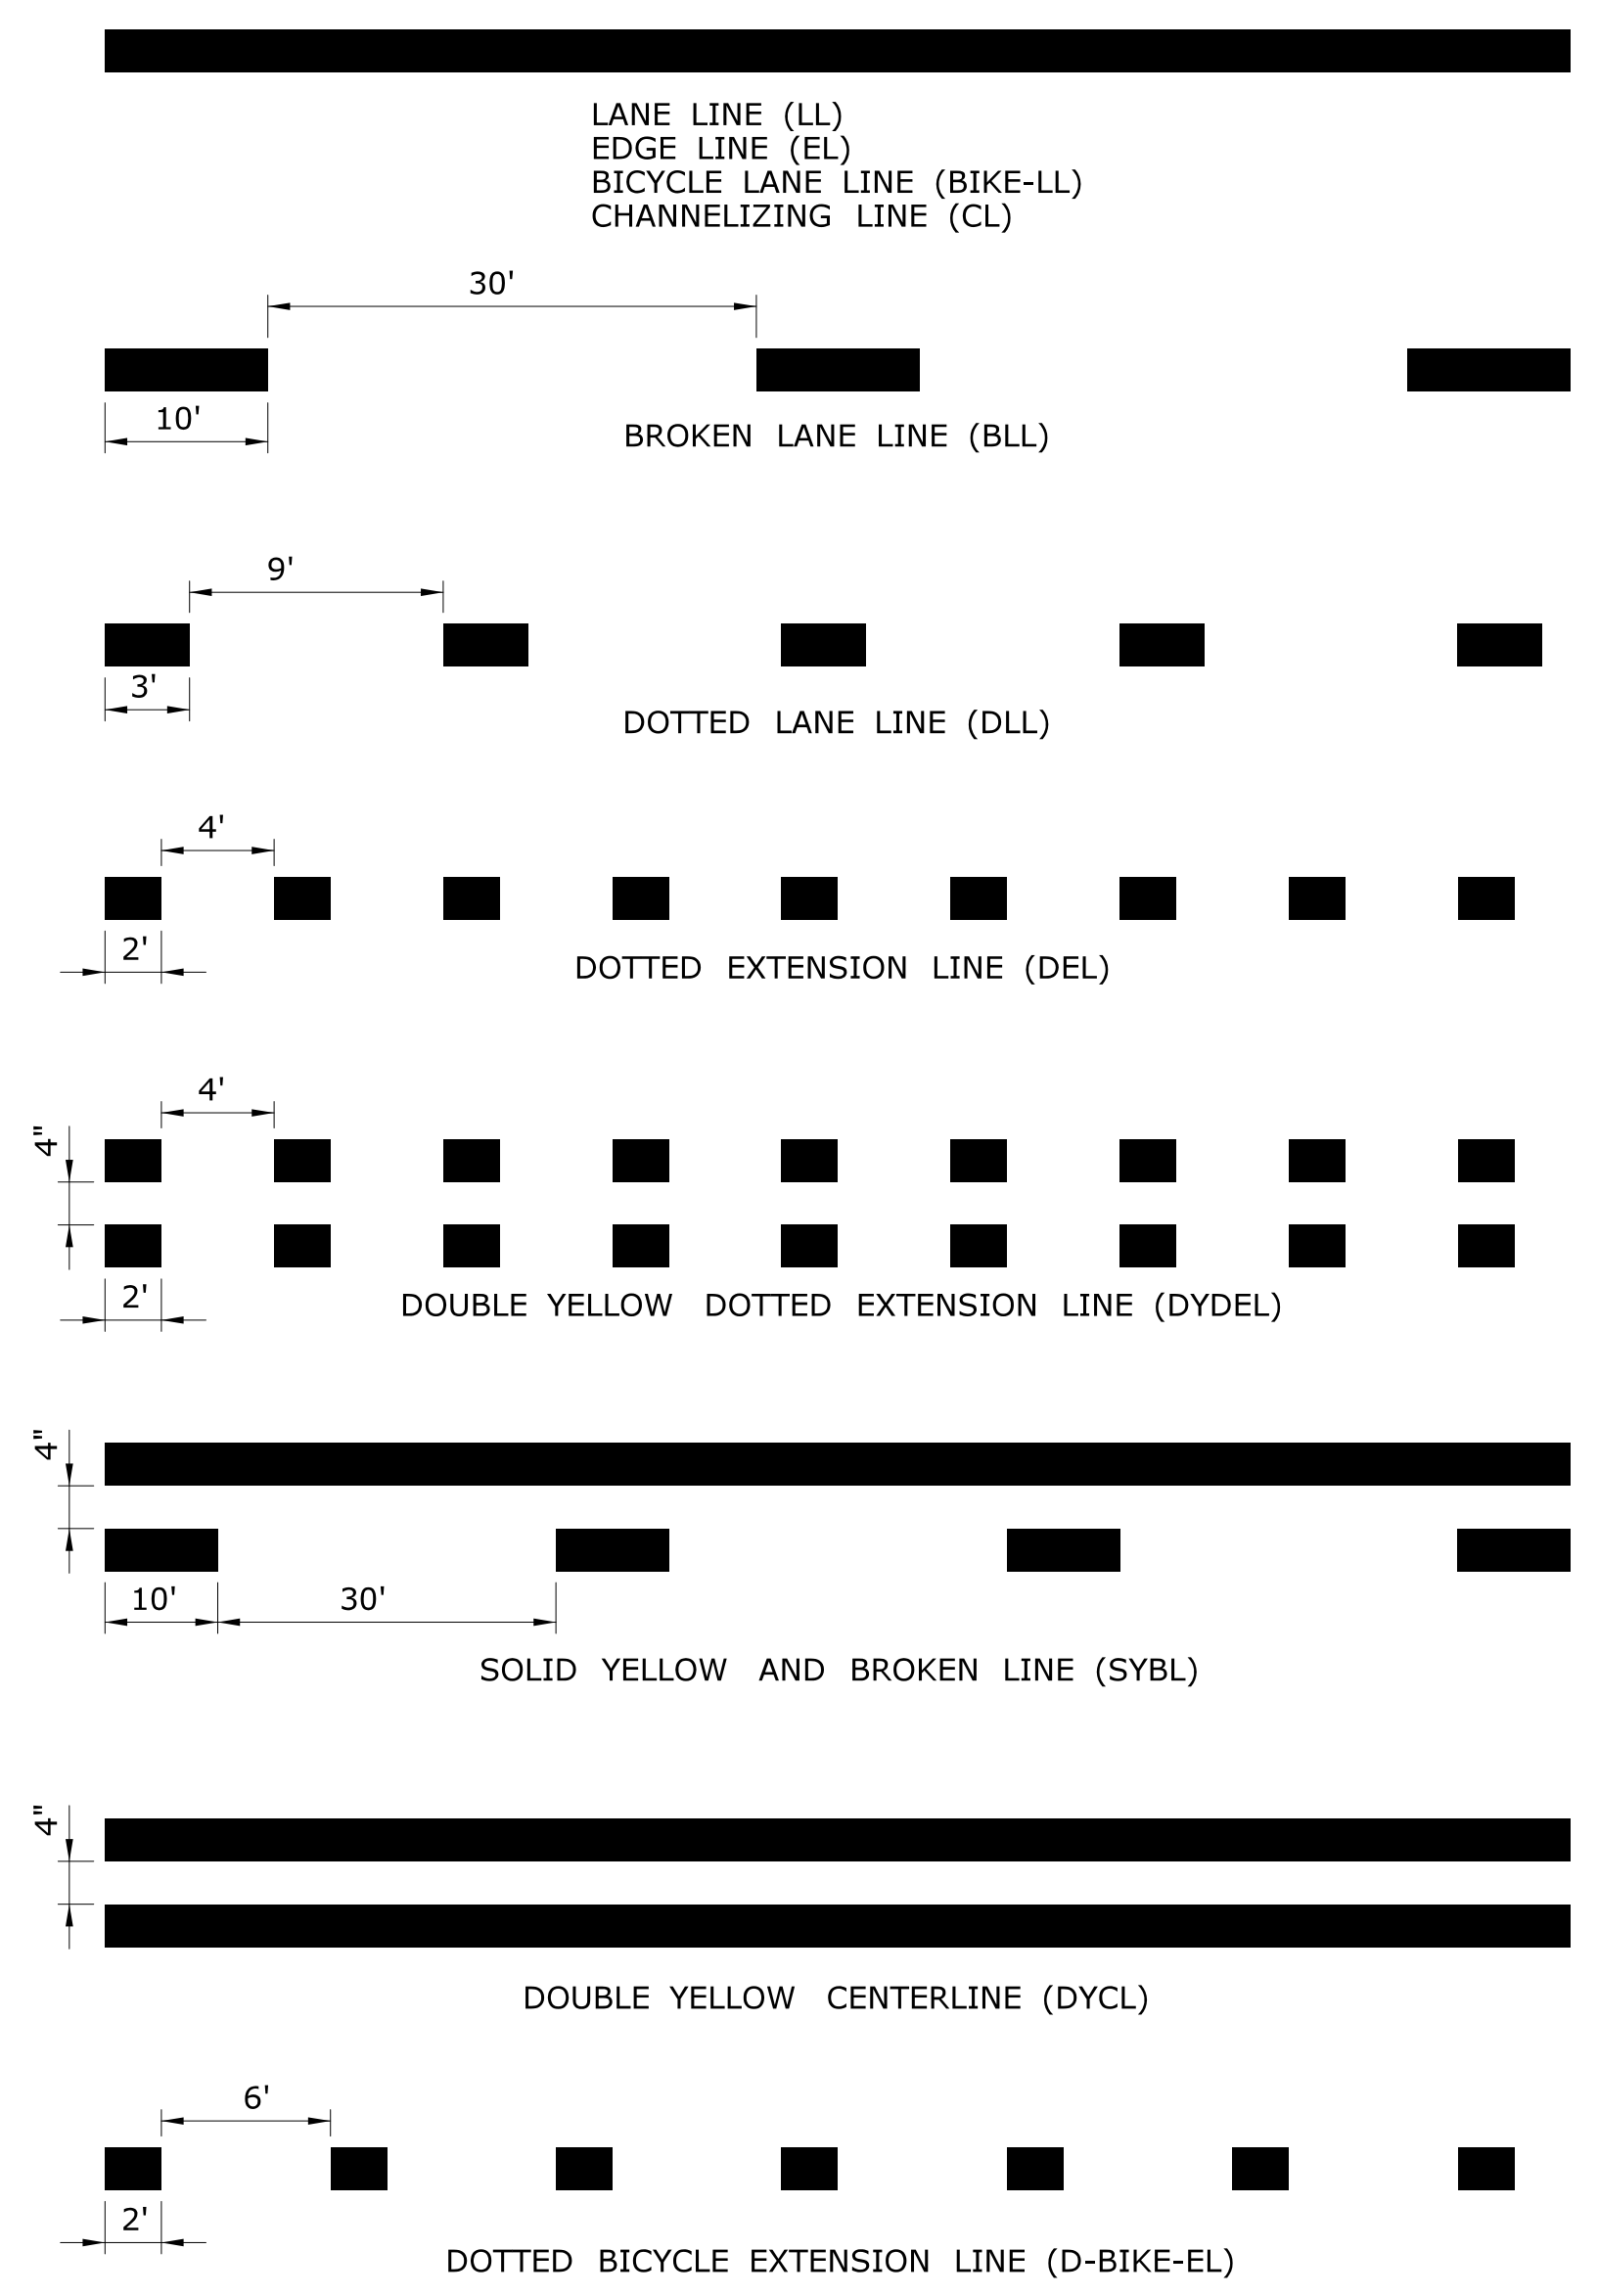 LANE LINE (LL)
EDGE LINE (EL)
BICYCLE LANE LINE (BIKE-LL)
CHANNELIZING LINE (CL)
30'
10'
BROKEN LANE LINE (BLL)
9'
3'
DOTTED LANE LINE (DLL)
4'
2'
DOTTED EXTENSION LINE (DEL)
4'
4"
2'
DOUBLE YELLOW DOTTED EXTENSION LINE (DYDEL)
4"
10' 30'
SOLID YELLOW AND BROKEN LINE (SYBL)
4"
DOUBLE YELLOW CENTERLINE (DYCL)
6'
2'
DOTTED BICYCLE EXTENSION LINE (D-BIKE-EL)